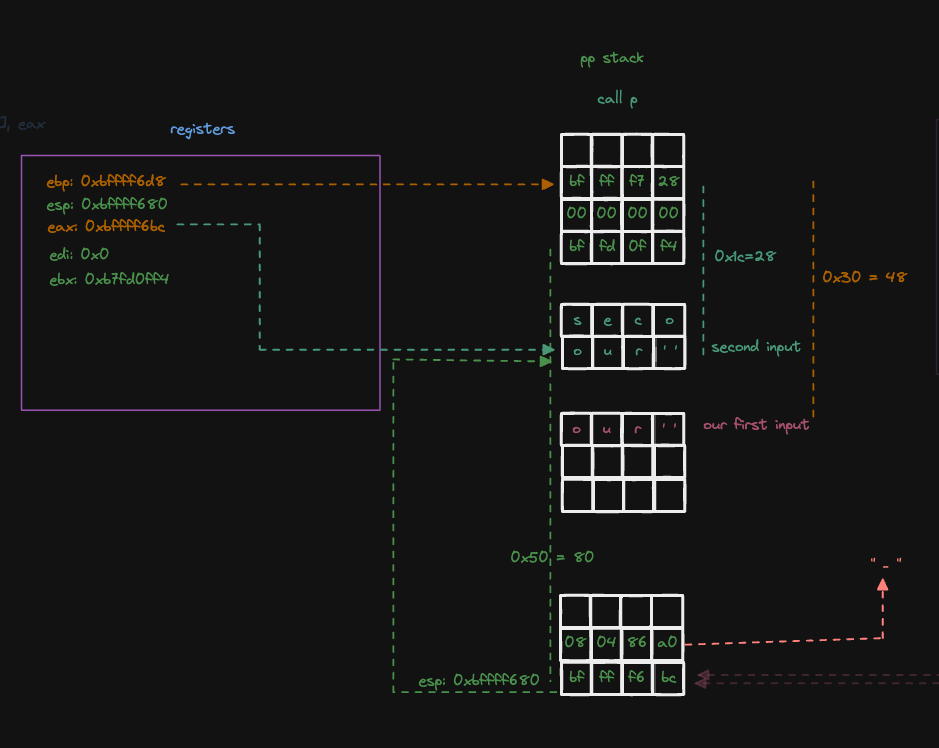 pp stack
call p
], eax
registers
ebp: 0xbffff6d8
esp: 0xbffff680
eax: 0xbffff6bc
edi: 0x0
ebx: 0xb7fd0ff4
bf ff f7 28
00 00 00 00
bf fd 0f f4
0x1c=28
0x30 = 48
s e c o
o u r ' '
second input
o u r ' '
our first input
0x50 = 80
" _ "
08 04 86 a0
esp: 0xbffff680
bf ff f6 bc